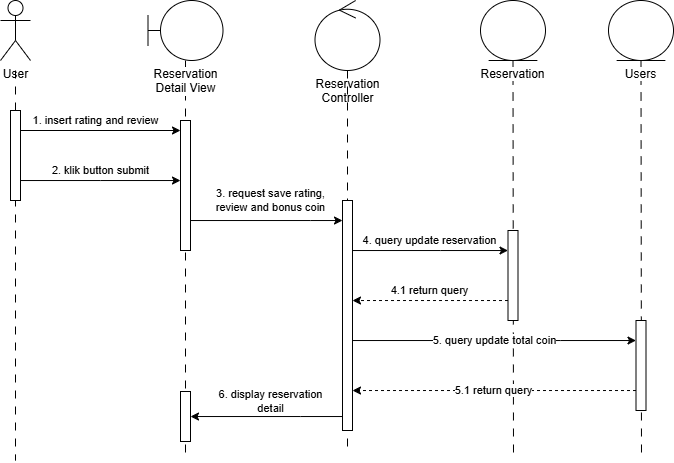 User
Reservation
Detail View
Reservation
Controller
Reservation
Users
1. insert rating and review
2. klik button submit
3. request save rating,
review and bonus coin
4. query update reservation
4.1 return query
5. query update total coin
5.1 return query
6. display reservation
detail